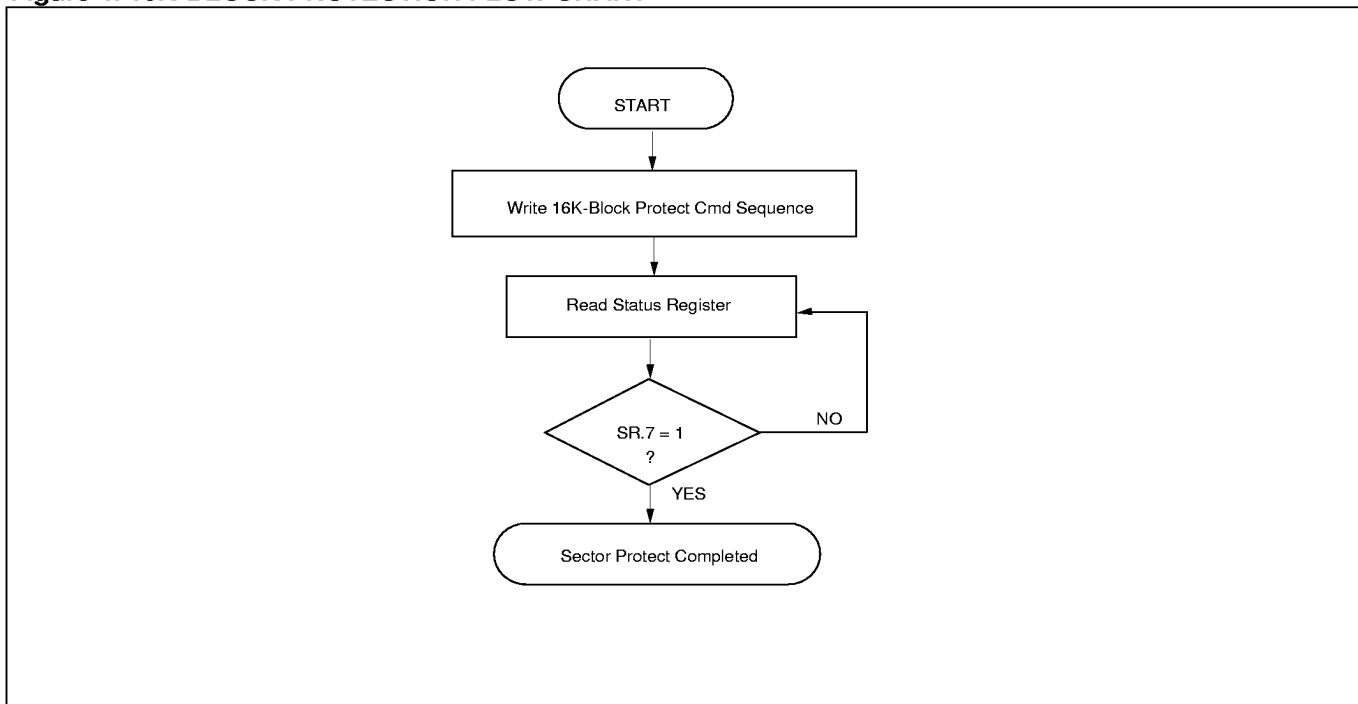 START
Write 16K-Block Protect Cmd Sequence
Read Status Register
SR.7 = 1
?
NO
YES
Sector Protect Completed